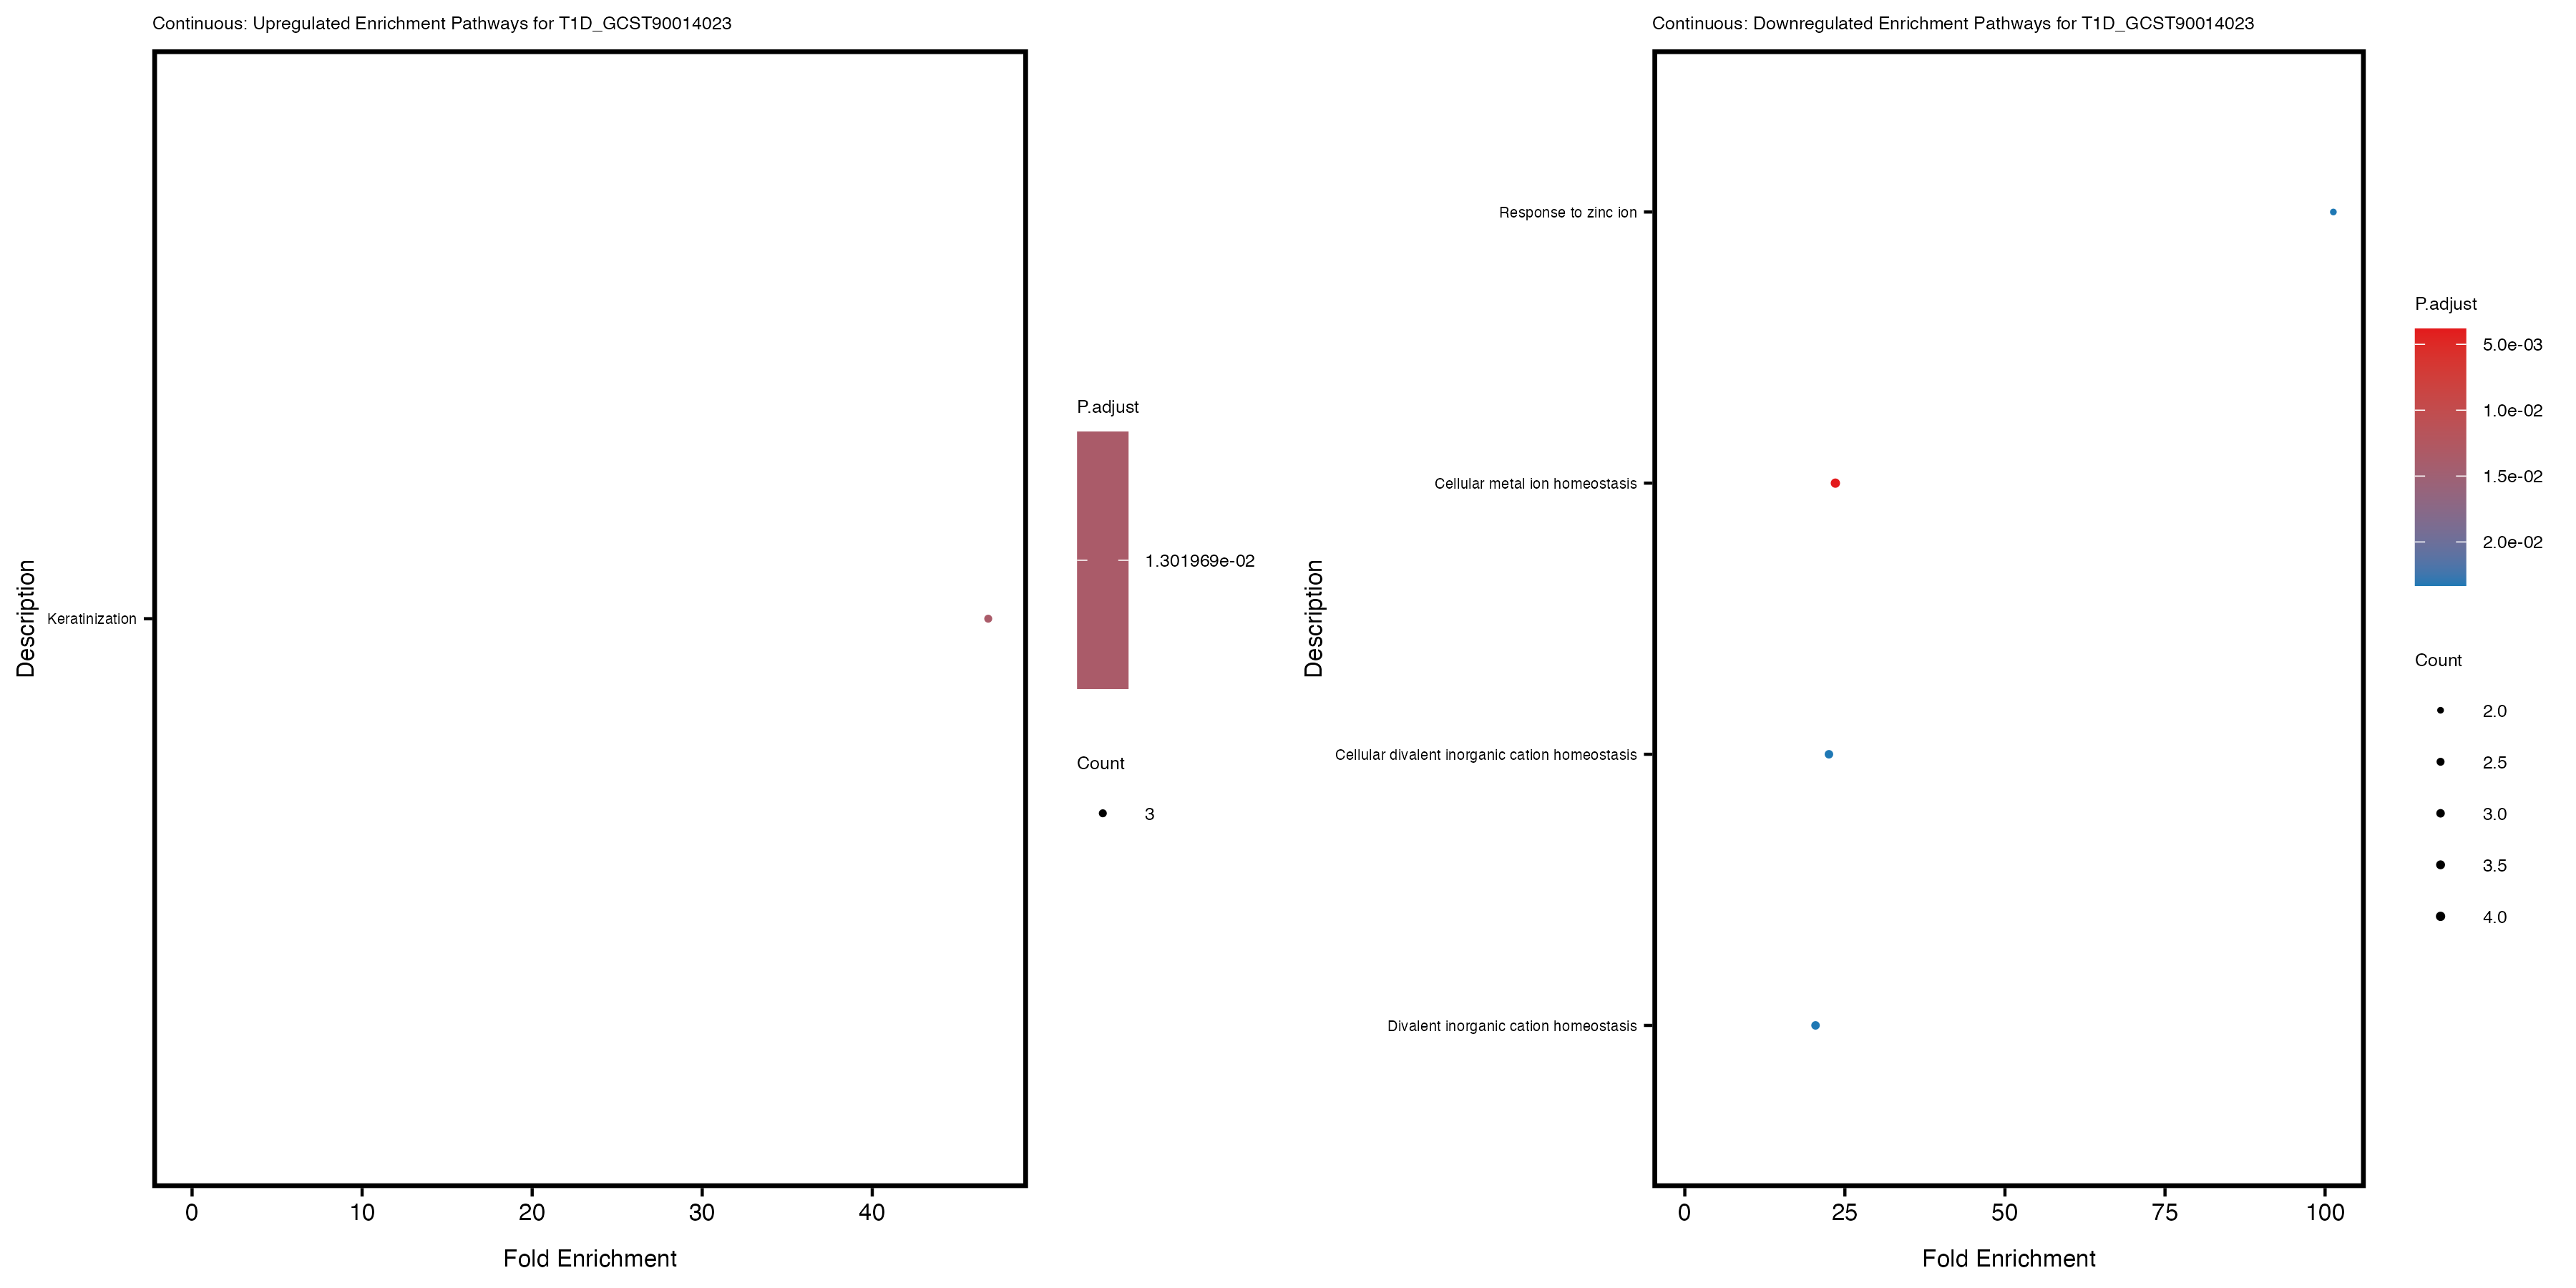 Continuous: Upregulated Enrichment Pathways for T1D_GCST90014023
Description
Keratinization
0 10 20 30 40
Fold Enrichment
P.adjust
1.301969e-02
Count
3
Continuous: Downregulated Enrichment Pathways for T1D_GCST90014023
Description
Response to zinc ion
Cellular metal ion homeostasis
Cellular divalent inorganic cation homeostasis
Divalent inorganic cation homeostasis
0 25 50 75 100
Fold Enrichment
P.adjust
5.0e-03
1.0e-02
1.5e-02
2.0e-02
Count
2.0
2.5
3.0
3.5
4.0